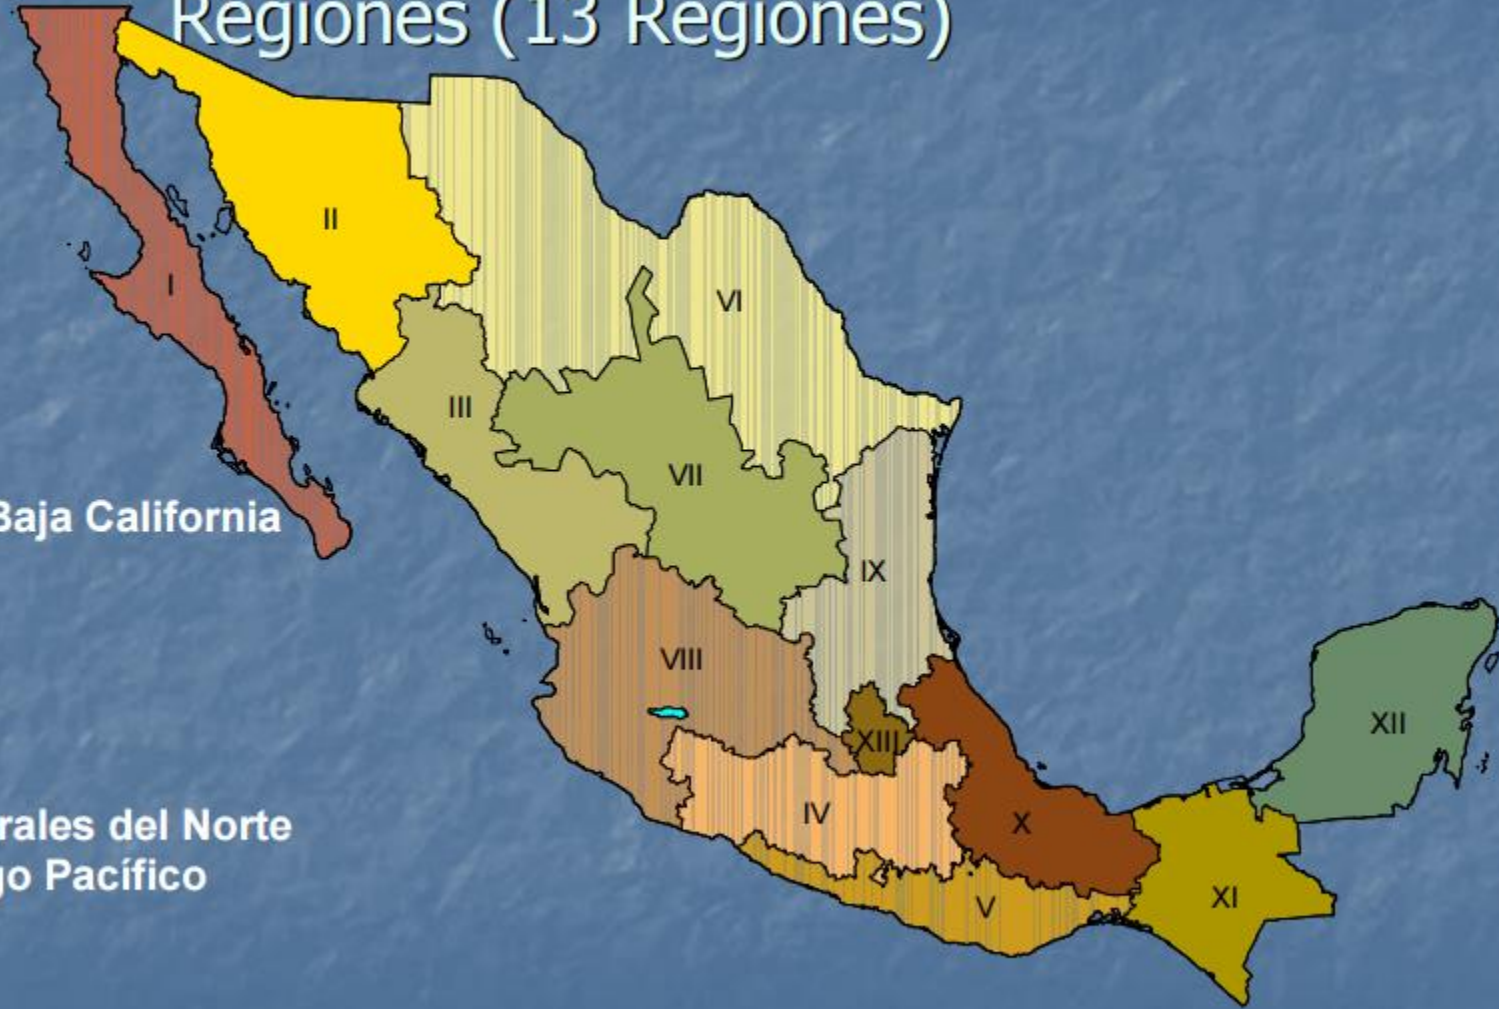 Regiones (13 Regiones)
II
I
VI
III
VII
Baja California
IX
VIII
XII
XIII
IV
rales del Norte
X
go Pacífico
XI
V